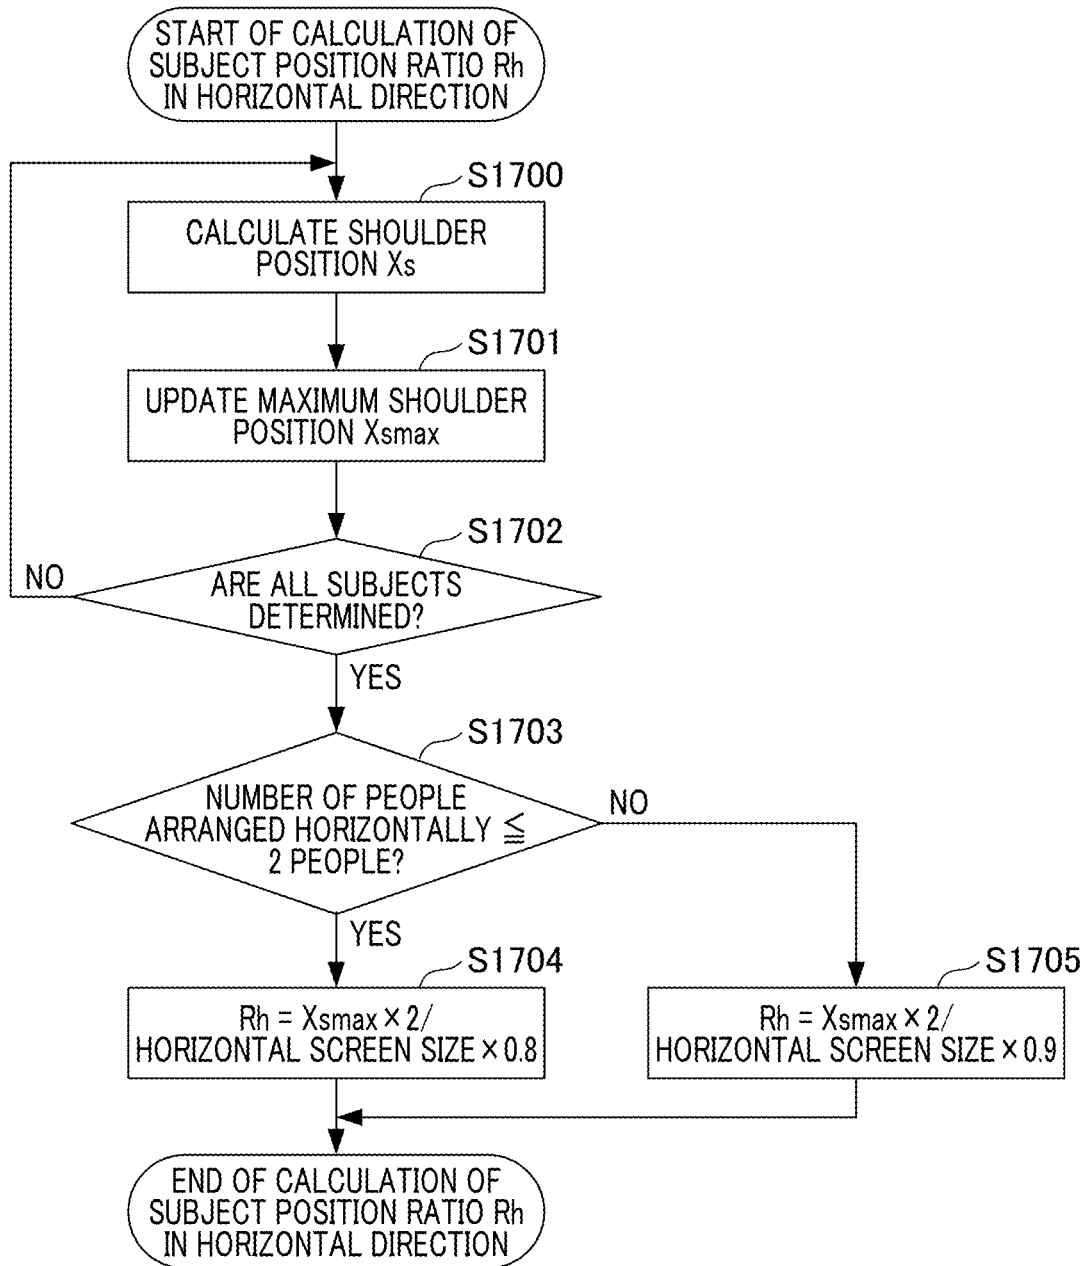 START OF CALCULATION OF
SUBJECT POSITION RATIO Rh
IN HORIZONTAL DIRECTION
S1700
CALCULATE SHOULDER
POSITION Xs
S1701
UPDATE MAXIMUM SHOULDER
POSITION Xsmax
S1702
NO
ARE ALL SUBJECTS
DETERMINED?
YES
S1703
NUMBER OF PEOPLE
ARRANGED HORIZONTALLY ≦
2 PEOPLE?
NO
YES
S1704
Rh = Xsmax × 2/
HORIZONTAL SCREEN SIZE × 0.8
S1705
Rh = Xsmax × 2/
HORIZONTAL SCREEN SIZE × 0.9
END OF CALCULATION OF
SUBJECT POSITION RATIO Rh
IN HORIZONTAL DIRECTION